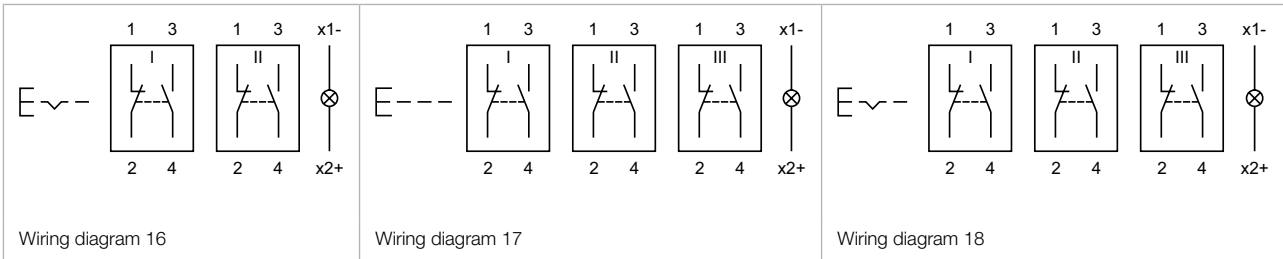 1 3 1 3 x1-
I II
2 4 2 4 x2+
Wiring diagram 16
1 3 1 3 1 3 x1-
I II III
2 4 2 4 2 4 x2+
Wiring diagram 17
1 3 1 3 1 3 x1-
I II III
2 4 2 4 2 4 x2+
Wiring diagram 18